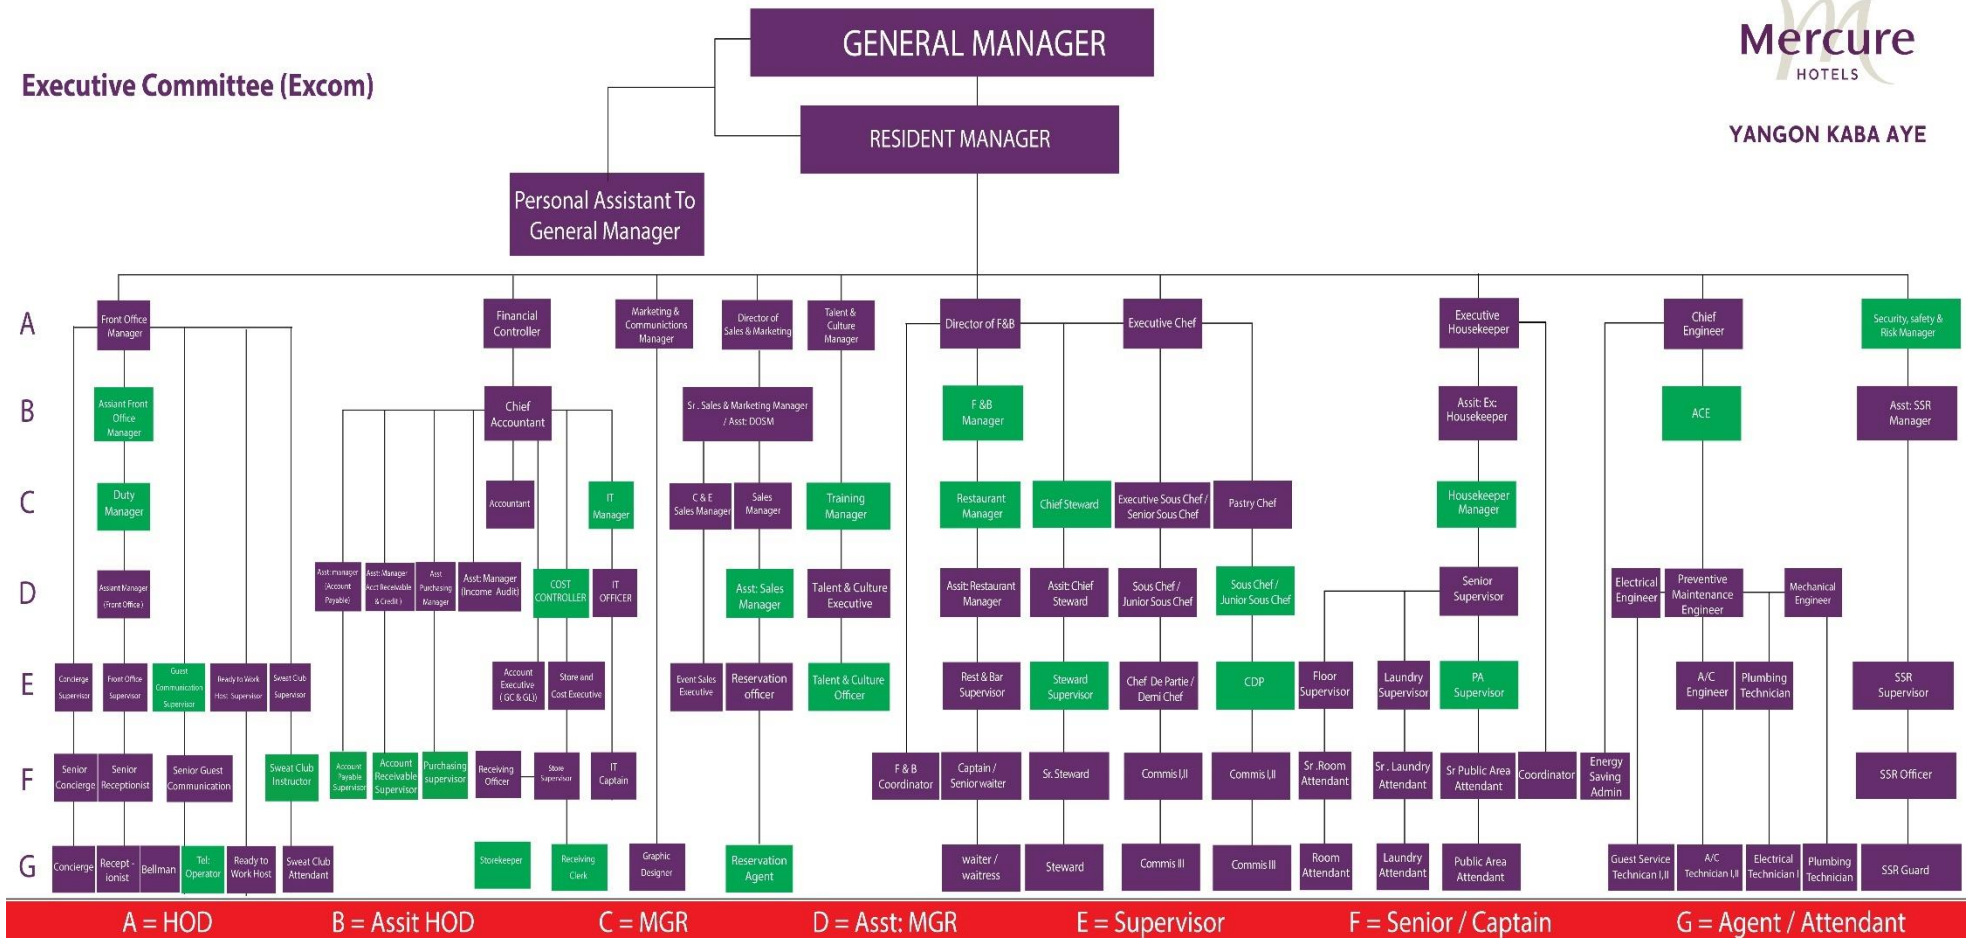 GENERAL MANAGER
Mercure
HOTELS
Executive Committee (Excom)
YANGON KABA AYE
RESIDENT MANAGER
Personal Assistant To
General Manager
A
Front Office
Manager
Financial
Controller
Marketing &
Communictions
Manager
Director of
Sales & Marketing
Talent &
Culture
Manager
Director of F&B
Executive Chef
Executive
Housekeeper
Chief
Engineer
Security, safety &
Risk Manager
B
Assiant Front
Office
Manager
Chief
Accountant
Sr . Sales & Marketing Manager
/ Asst: DOSM
F &B
Manager
Assit: Ex:
Housekeeper
ACE
Asst: SSR
Manager
C
Duty
Manager
Accountant
IT
Manager
C & E
Sales Manager
Sales
Manager
Training
Manager
Restaurant
Manager
Chief Steward
Executive Sous Chef /
Senior Sous Chef
Pastry Chef
Housekeeper
Manager
D
Assiant Manager
(Front Office )
Asst: manager
(Account
Payable)
Asst: Manager
(Acct Receivable
& Credit )
Asst
Purchasing
Manager
Asst: Manager
(Income Audit)
COST
CONTROLLER
IT
OFFICER
Asst: Sales
Manager
Talent & Culture
Executive
Assit: Restaurant
Manager
Assit: Chief
Steward
Sous Chef /
Junior Sous Chef
Sous Chef /
Junior Sous Chef
Senior
Supervisor
Electrical
Engineer
Preventive
Maintenance
Engineer
Mechanical
Engineer
E
Concierge
Supervisor
Front Office
Supervisor
Guest
Communication
Supervisor
Ready to Work
Host Supervisor
Sweat Club
Supervisor
Account
Executive
( GC & GL))
Store and
Cost Executive
Event Sales
Executive
Reservation
officer
Talent & Culture
Officer
Rest & Bar
Supervisor
Steward
Supervisor
Chef De Partie /
Demi Chef
CDP
Floor
Supervisor
Laundry
Supervisor
PA
Supervisor
A/C
Engineer
Plumbing
Technician
SSR
Supervisor
F
Senior
Concierge
Senior
Receptionist
Senior Guest
Communication
Sweat Club
Instructor
Account
Payable
Supervisor
Account
Receivable
Supervisor
Purchasing
supervisor
Receiving
Officer
Store
Supervisor
IT
Captain
F & B
Coordinator
Captain /
Senior waiter
Sr. Steward
Commis I,II
Commis I,II
Sr .Room
Attendant
Sr . Laundry
Attendant
Sr Public Area
Attendant
Coordinator
Energy
Saving
Admin
SSR Officer
G
Concierge
Recept -
ionist
Bellman
Tel:
Operator
Ready to
Work Host
Sweat Club
Attendant
Storekeeper
Receiving
Clerk
Graphic
Designer
Reservation
Agent
waiter /
waitress
Steward
Commis III
Commis III
Room
Attendant
Laundry
Attendant
Public Area
Attendant
Guest Service
Technican I,II
A/C
Technician I,II
Electrical
Technician I
Plumbing
Technician
SSR Guard
A = HOD
B = Assit HOD
C = MGR
D = Asst: MGR
E = Supervisor
F = Senior / Captain
G = Agent / Attendant